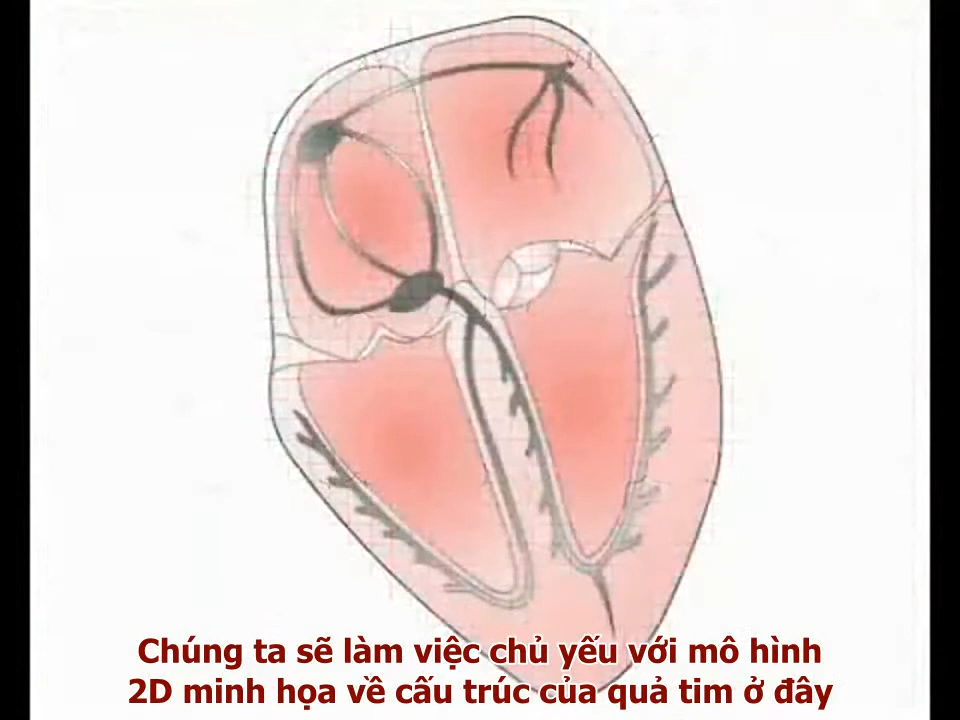 Chúng ta sẽ làm việc chủ yếu với mô hình
2D minh họa về cấu trúc của quả tim ở đây